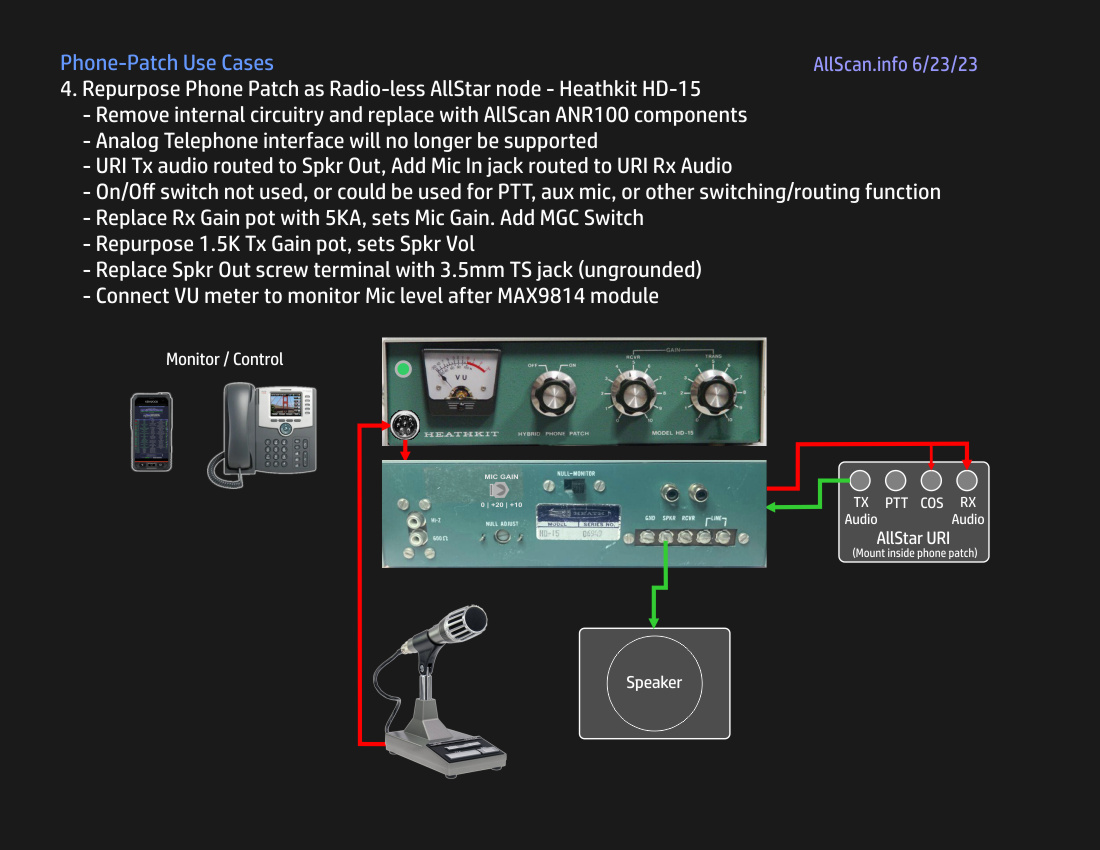 Phone-Patch Use Cases
AllScan.info 6/23/23
4. Repurpose Phone Patch as Radio-less AllStar node - Heathkit HD-15
- Remove internal circuitry and replace with AllScan ANR100 components
- Analog Telephone interface will no longer be supported
- URI Tx audio routed to Spkr Out, Add Mic In jack routed to URI Rx Audio
- On/Off switch not used, or could be used for PTT, aux mic, or other switching/routing function
- Replace Rx Gain pot with 5KA, sets Mic Gain. Add MGC Switch
- Repurpose 1.5K Tx Gain pot, sets Spkr Vol
- Replace Spkr Out screw terminal with 3.5mm TS jack (ungrounded)
- Connect VU meter to monitor Mic level after MAX9814 module
Monitor / Control
VU
OFF
ON
GAIN
RCVR
TRANS
HEATHKIT
HYBRID PHONE PATCH
MODEL HD-15
MIC GAIN
0 | +20 | +10
NULL-MONITOR
HI-Z
600Ω
NULL ADJUST
HEATH
MODEL
SERIES NO.
HD-15
GND
SPKR
RCVR
LINE
TX
Audio
PTT
COS
RX
Audio
AllStar URI
(Mount inside phone patch)
Speaker